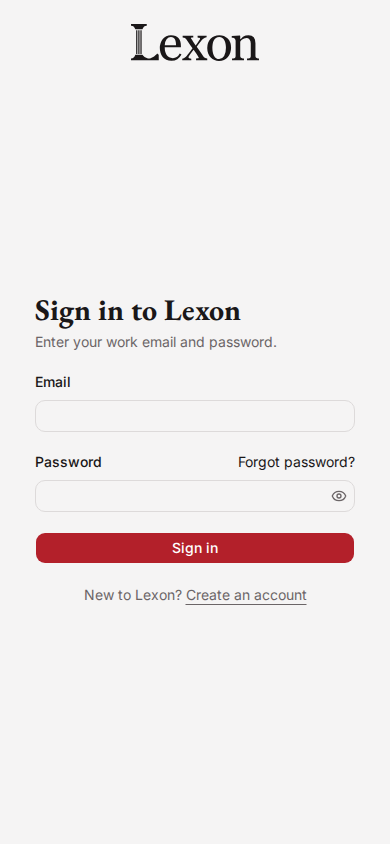 Lexon
Sign in to Lexon
Enter your work email and password.
Email
Password Forgot password?
Sign in
New to Lexon? Create an account